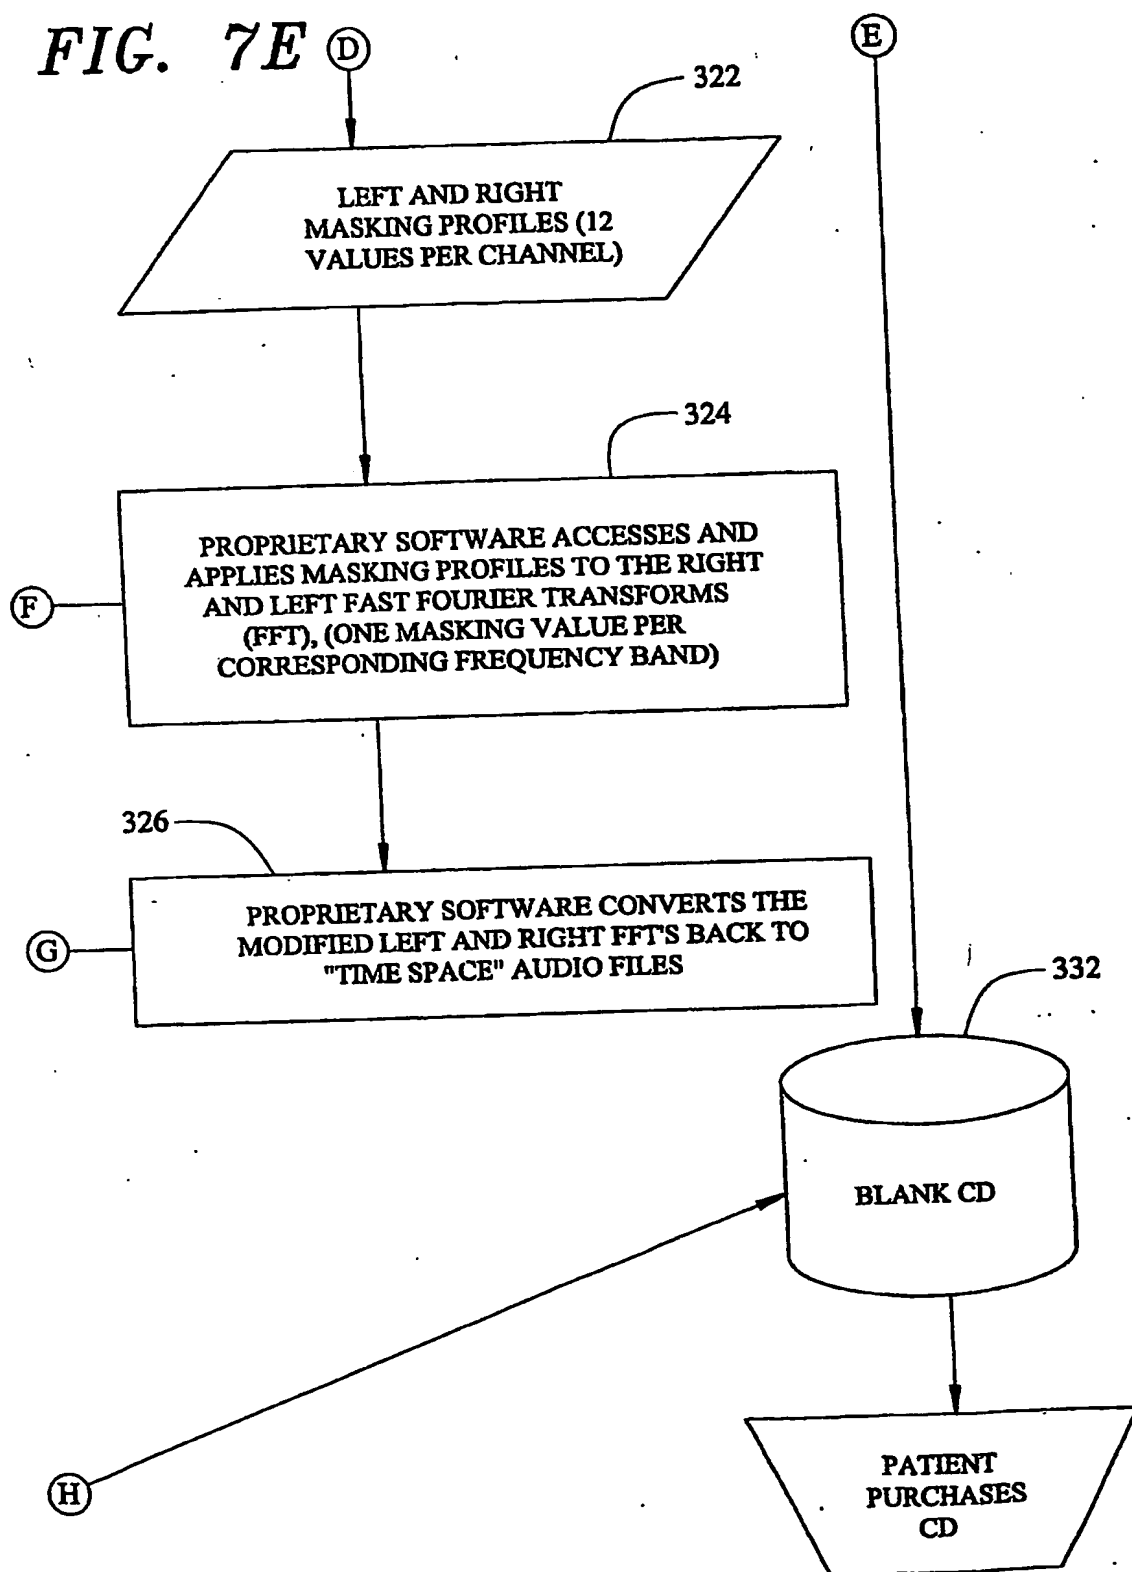 FIG. 7E
D
E
322
LEFT AND RIGHT
MASKING PROFILES (12
VALUES PER CHANNEL)
324
PROPRIETARY SOFTWARE ACCESSES AND
APPLIES MASKING PROFILES TO THE RIGHT
AND LEFT FAST FOURIER TRANSFORMS
(FFT), (ONE MASKING VALUE PER
CORRESPONDING FREQUENCY BAND)
F
326
PROPRIETARY SOFTWARE CONVERTS THE
MODIFIED LEFT AND RIGHT FFT'S BACK TO
"TIME SPACE" AUDIO FILES
G
332
BLANK CD
H
PATIENT
PURCHASES
CD